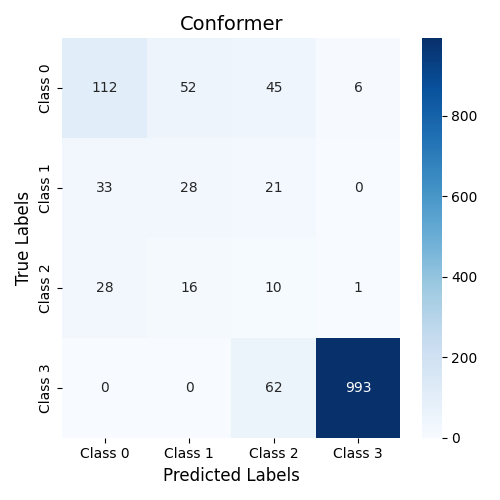 Conformer
True Labels
Class 0
112 52 45 6
Class 1
33 28 21 0
Class 2
28 16 10 1
Class 3
0 0 62 993
Class 0 Class 1 Class 2 Class 3
Predicted Labels
800
600
400
200
0